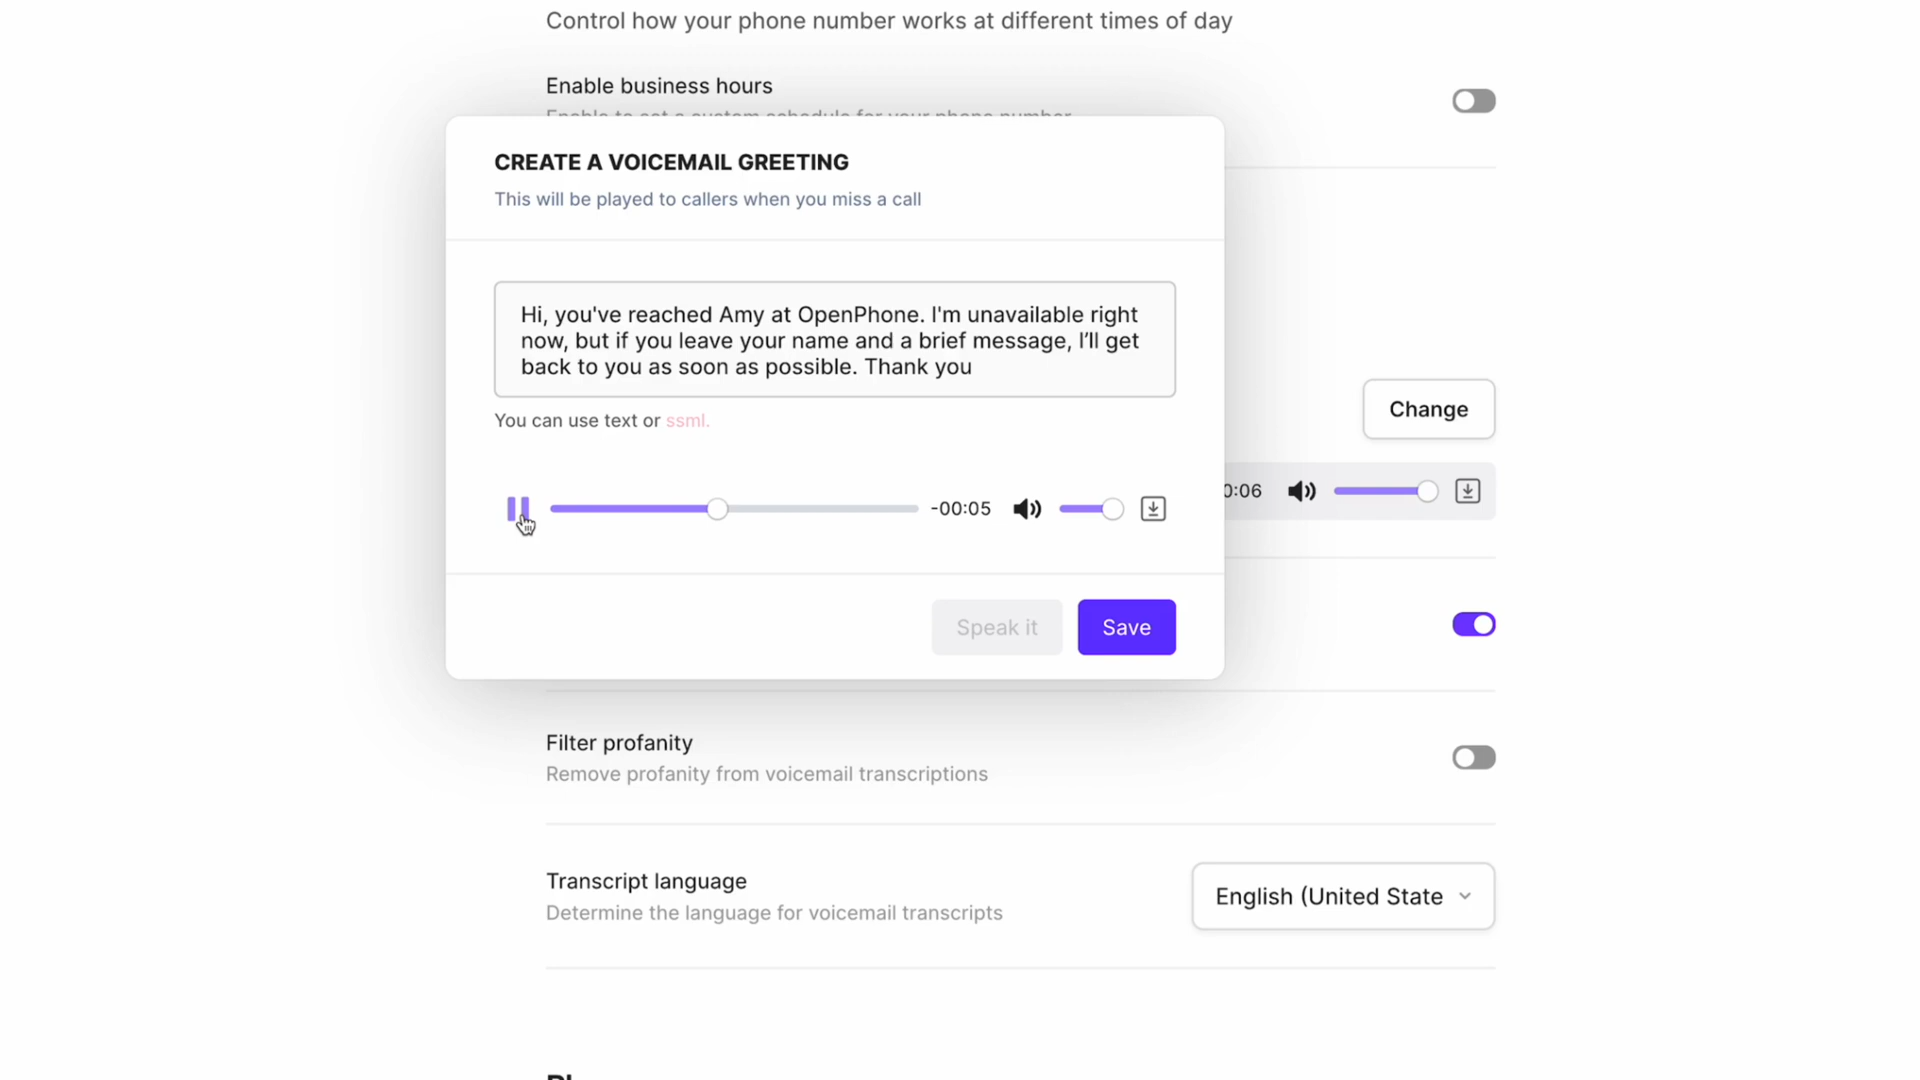 Control how your phone number works at different times of day
Enable business hours
CREATE A VOICEMAIL GREETING
This will be played to callers when you miss a call
Hi, you've reached Amy at OpenPhone. I'm unavailable right
now, but if you leave your name and a brief message, I’ll get
back to you as soon as possible. Thank you
You can use text or ssml.
Change
0:06
-00:05
Speak it
Save
Filter profanity
Remove profanity from voicemail transcriptions
Transcript language
Determine the language for voicemail transcripts
English (United State